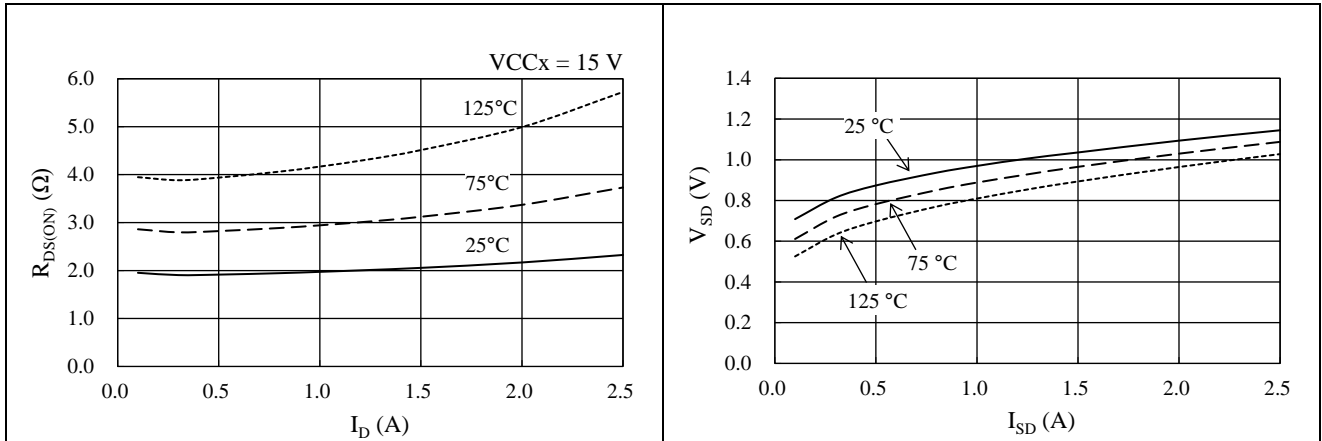 VCCx = 15 V
6.0
5.0
4.0
3.0
2.0
1.0
0.0
R_DS(ON) (Ω)
125°C
75°C
25°C
0.0 0.5 1.0 1.5 2.0 2.5
I_D (A)
1.4
1.2
1.0
0.8
0.6
0.4
0.2
0.0
V_SD (V)
25 °C
75 °C
125 °C
0.0 0.5 1.0 1.5 2.0 2.5
I_SD (A)